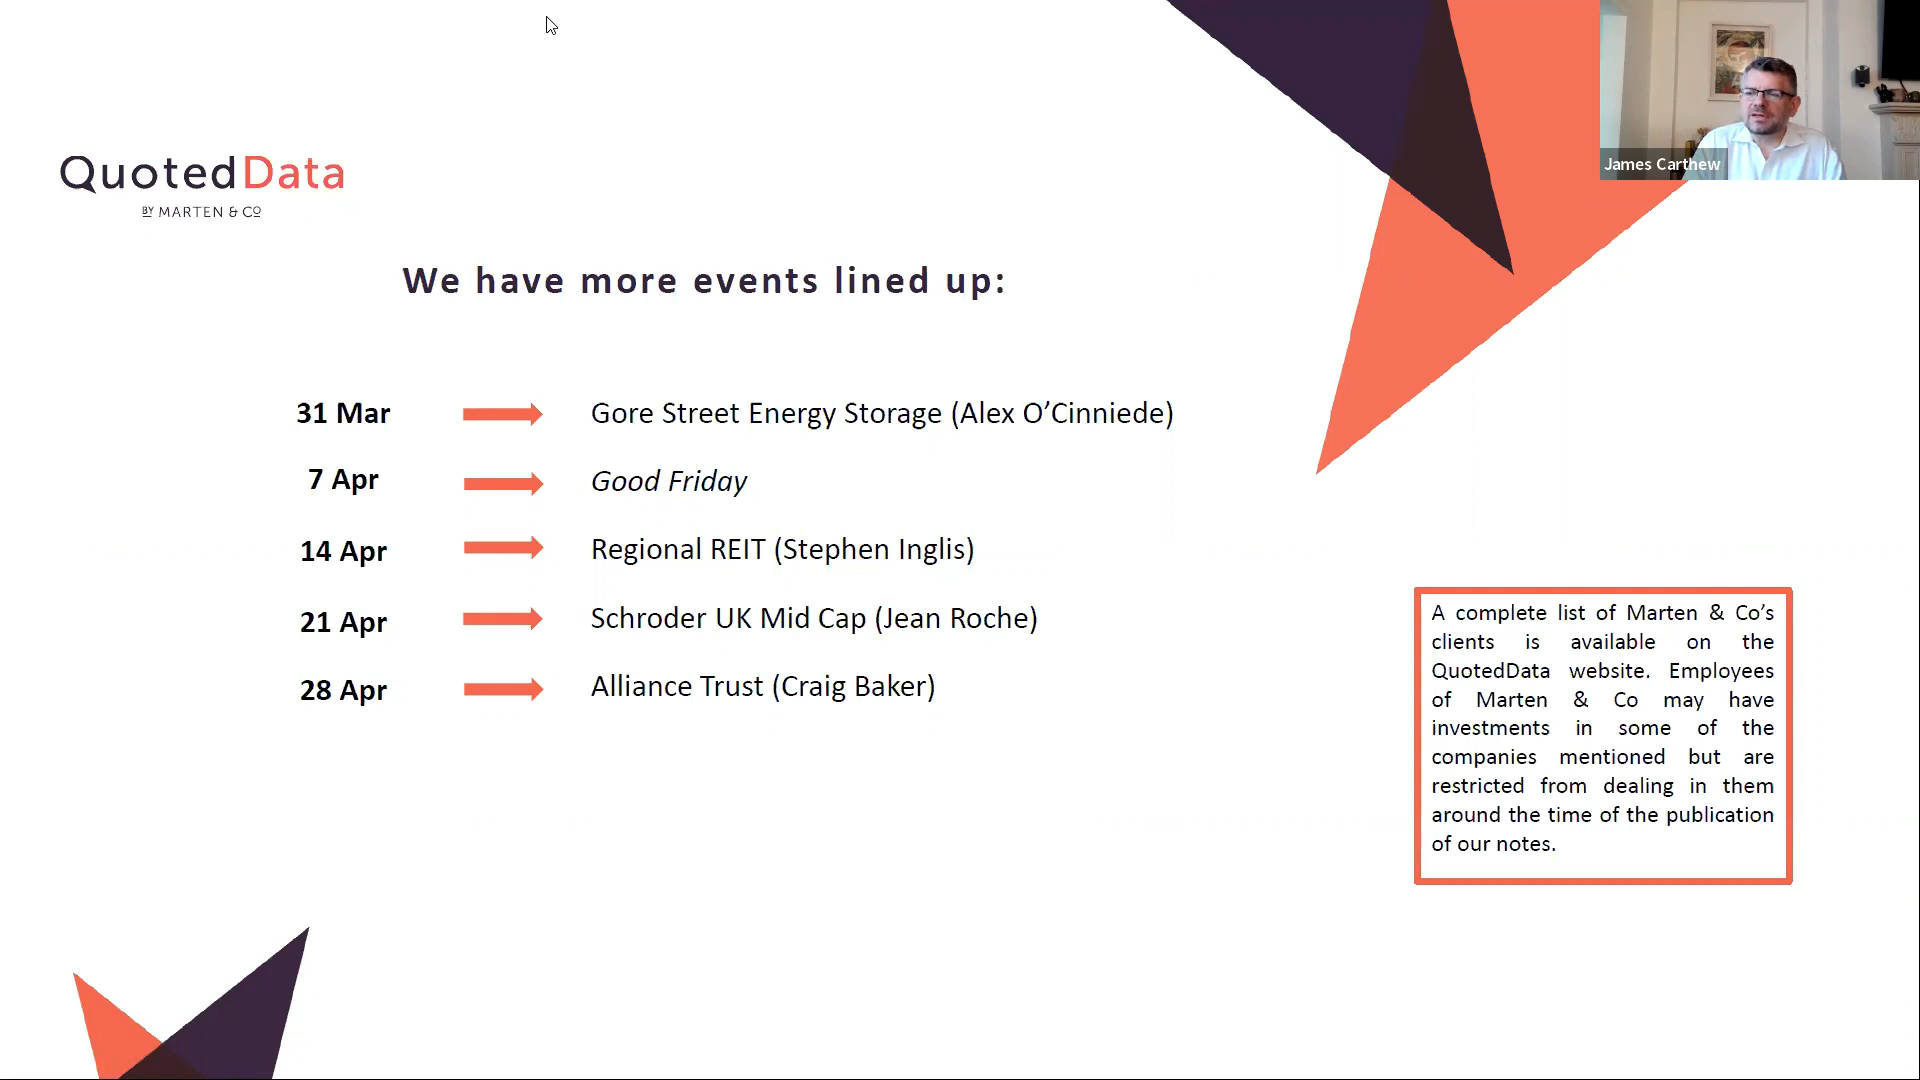 James Carthew
QuotedData
BY MARTEN & CO
We have more events lined up:
31 Mar Gore Street Energy Storage (Alex O’Cinniede)
7 Apr Good Friday
14 Apr Regional REIT (Stephen Inglis)
21 Apr Schroder UK Mid Cap (Jean Roche)
28 Apr Alliance Trust (Craig Baker)
A complete list of Marten & Co’s
clients is available on the
QuotedData website. Employees
of Marten & Co may have
investments in some of the
companies mentioned but are
restricted from dealing in them
around the time of the publication
of our notes.